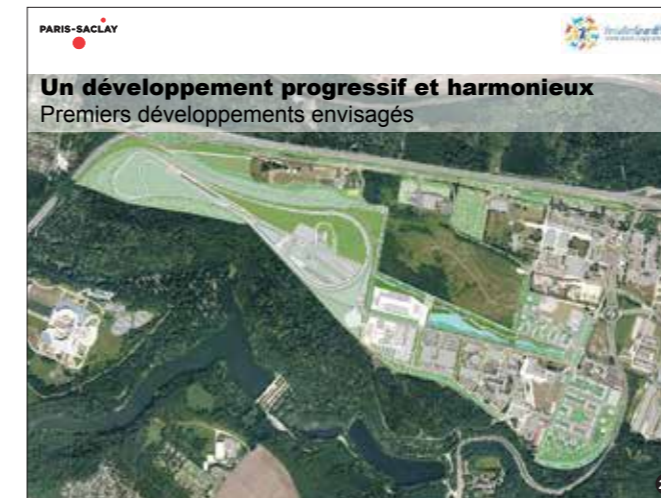 PARIS-SACLAY
Un développement progressif et harmonieux
Premiers développements envisagés